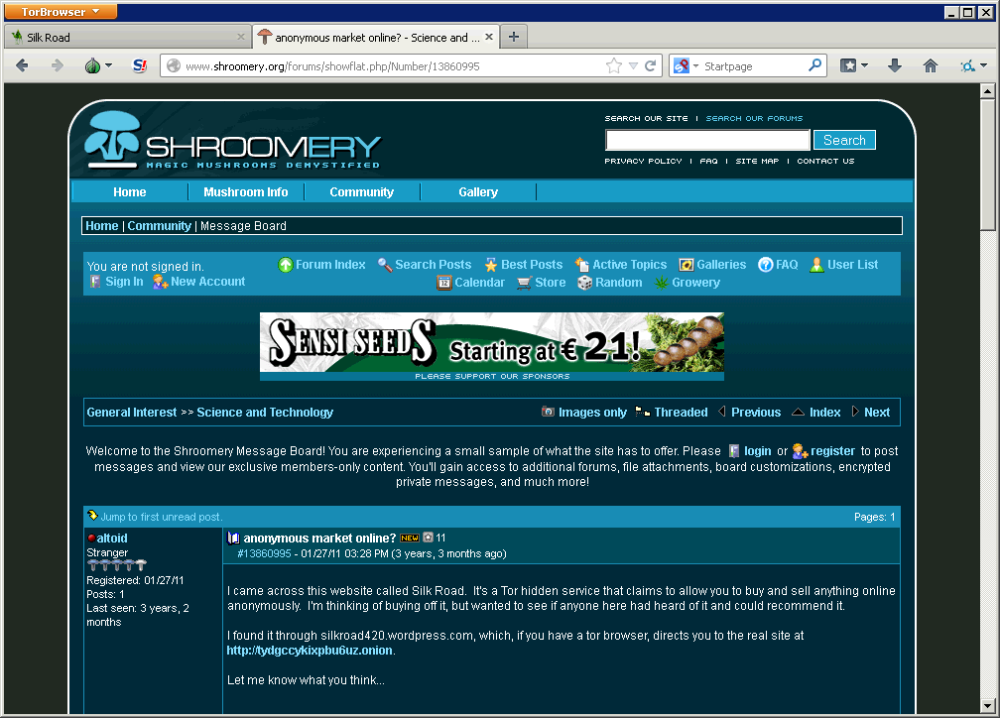 TorBrowser
Silk Road
anonymous market online? - Science and ...
www.shroomery.org/forums/showflat.php/Number/13860995
Startpage
SHROOMERY
MAGIC MUSHROOMS DEMYSTIFIED
SEARCH OUR SITE | SEARCH OUR FORUMS
Search
PRIVACY POLICY | FAQ | SITE MAP | CONTACT US
Home Mushroom Info Community Gallery
Home | Community | Message Board
You are not signed in.
Sign In New Account
Forum Index Search Posts Best Posts Active Topics Galleries FAQ User List
12 Calendar Store Random Growery
SENSI SEEDS Starting at € 21!
PLEASE SUPPORT OUR SPONSORS
General Interest >> Science and Technology
Images only Threaded Previous Index Next
Welcome to the Shroomery Message Board! You are experiencing a small sample of what the site has to offer. Please login or register to post
messages and view our exclusive members-only content. You'll gain access to additional forums, file attachments, board customizations, encrypted
private messages, and much more!
Jump to first unread post. Pages: 1
altoid
Stranger
Registered: 01/27/11
Posts: 1
Last seen: 3 years, 2
months
anonymous market online? NEW 11
#13860995 - 01/27/11 03:28 PM (3 years, 3 months ago)
I came across this website called Silk Road. It's a Tor hidden service that claims to allow you to buy and sell anything online
anonymously. I'm thinking of buying off it, but wanted to see if anyone here had heard of it and could recommend it.
I found it through silkroad420.wordpress.com, which, if you have a tor browser, directs you to the real site at
http://tydgccykixpbu6uz.onion.
Let me know what you think...